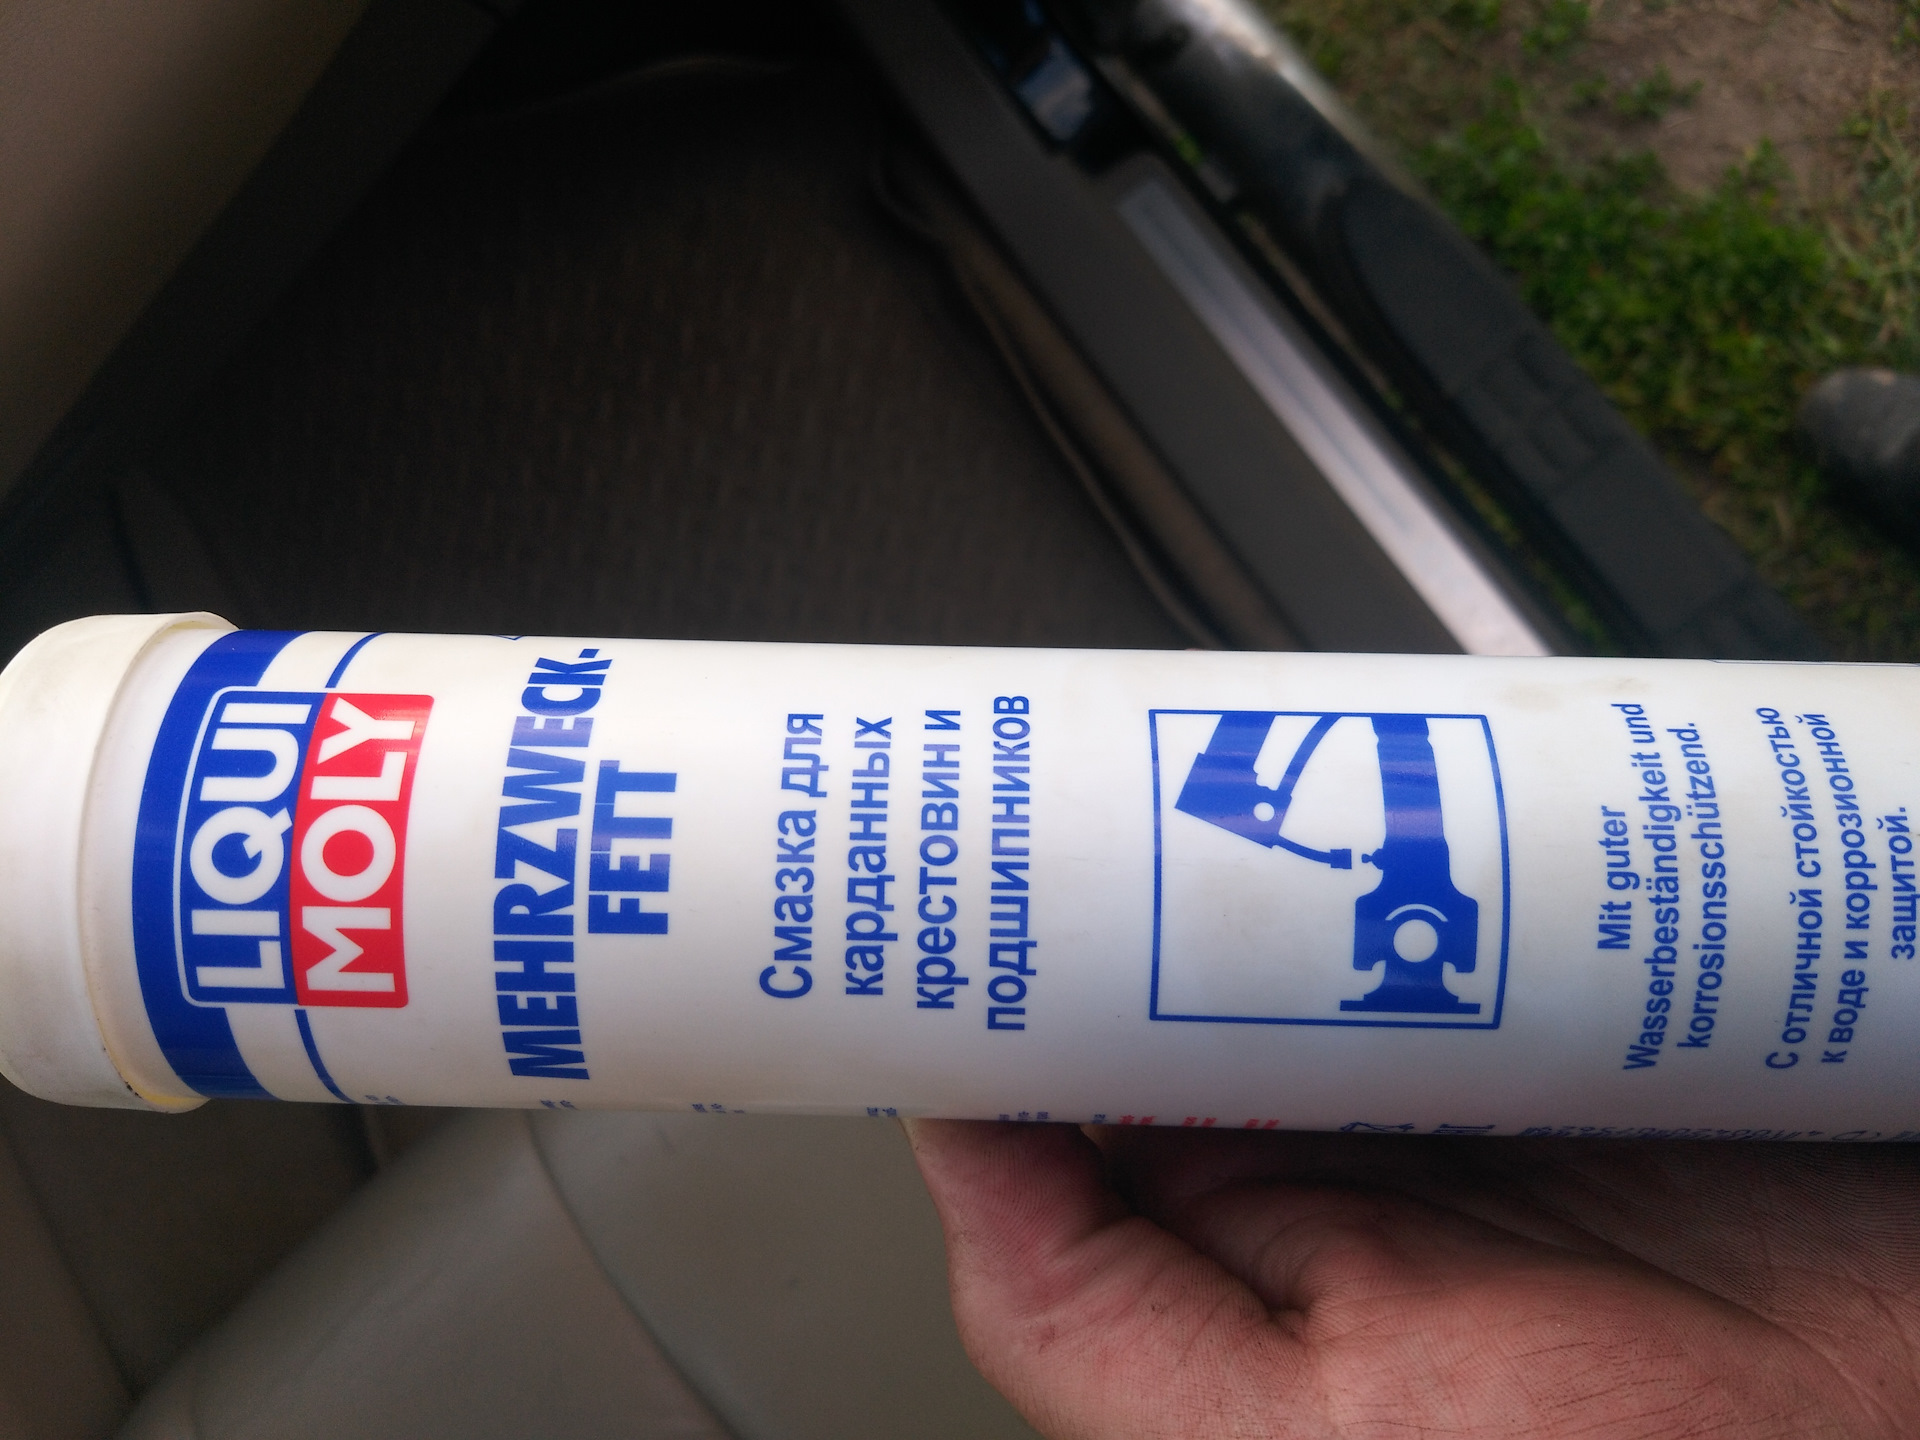 LIQUI
MOLY
MEHRZWECK-
FETT
Смазка для
карданных
крестовин и
подшипников
Mit guter
Wasserbeständigkeit und
korrosionsschützend.
С отличной стойкостью
к воде и коррозионной
защитой.